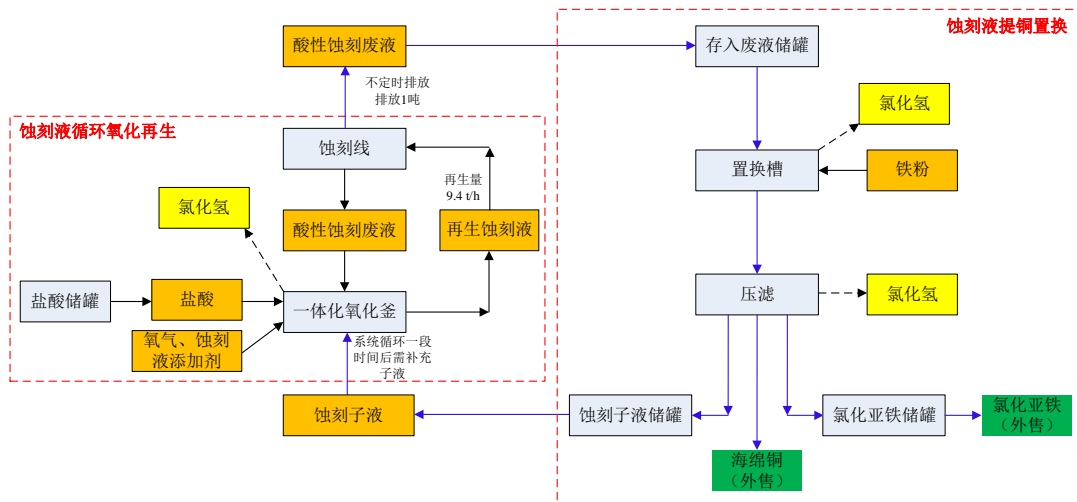 蚀刻液提铜置换
酸性蚀刻废液
存入废液储罐
不定时排放
排放1吨
氯化氢
蚀刻液循环氧化再生
蚀刻线
置换槽
铁粉
再生量
9.4 t/h
氯化氢
酸性蚀刻废液
再生蚀刻液
盐酸储罐
盐酸
一体化氧化釜
压滤
氯化氢
氧气、蚀刻
液添加剂
系统循环一段
时间后需补充
子液
蚀刻子液
蚀刻子液储罐
氯化亚铁储罐
氯化亚铁
（外售）
海绵铜
（外售）